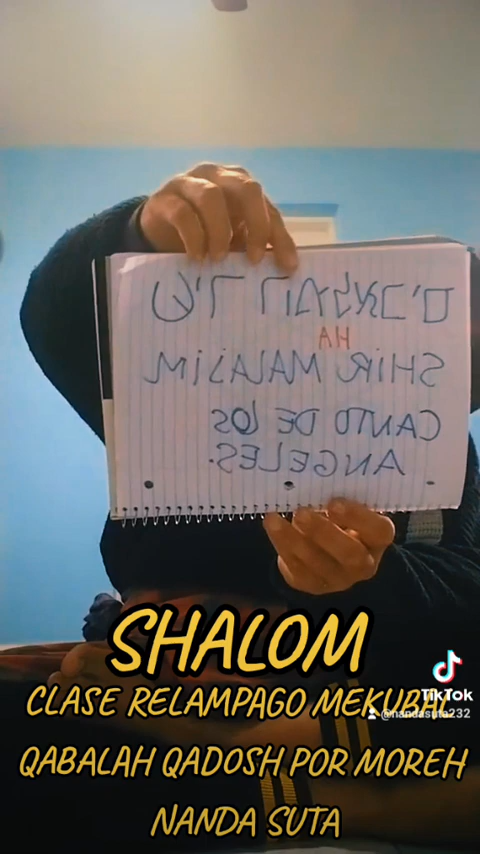 שיר המלאכים
HA
SHIR MALAJIM
CANTO DE LOS
ANGELES.
SHALOM
CLASE RELAMPAGO MEKUBAL
QABALAH QADOSH POR MOREH
NANDA SUTA
TikTok
@nandasuta232